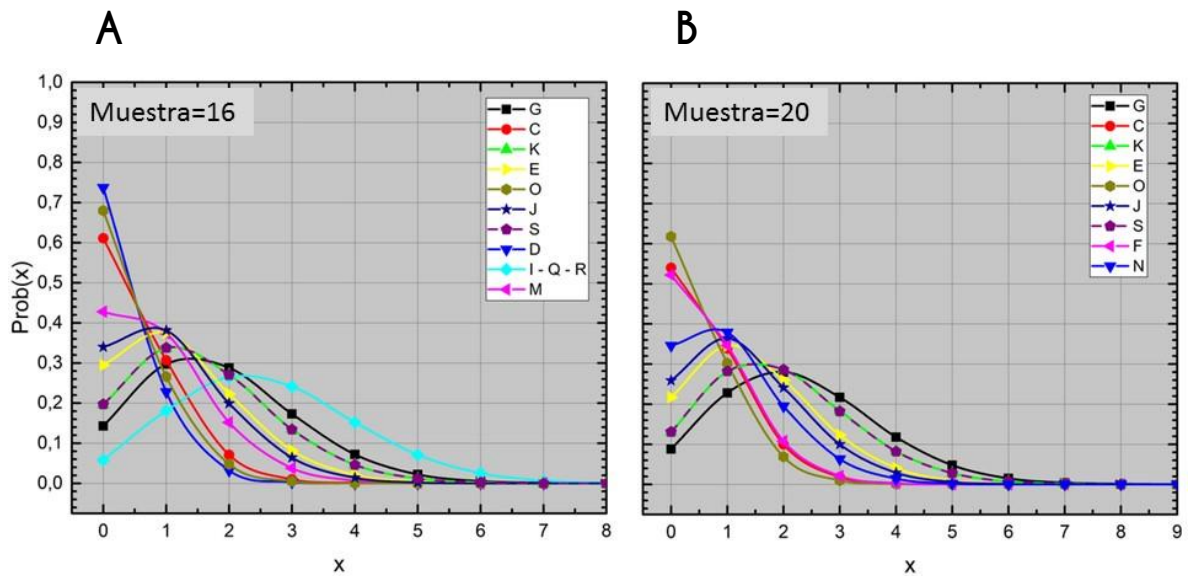 A
B
Muestra=16
Muestra=20
G
C
K
E
O
J
S
D
I - Q - R
M
G
C
K
E
O
J
S
F
N
Prob(x)
1,0
0,9
0,8
0,7
0,6
0,5
0,4
0,3
0,2
0,1
0,0
0 1 2 3 4 5 6 7 8
x
0 1 2 3 4 5 6 7 8 9
x